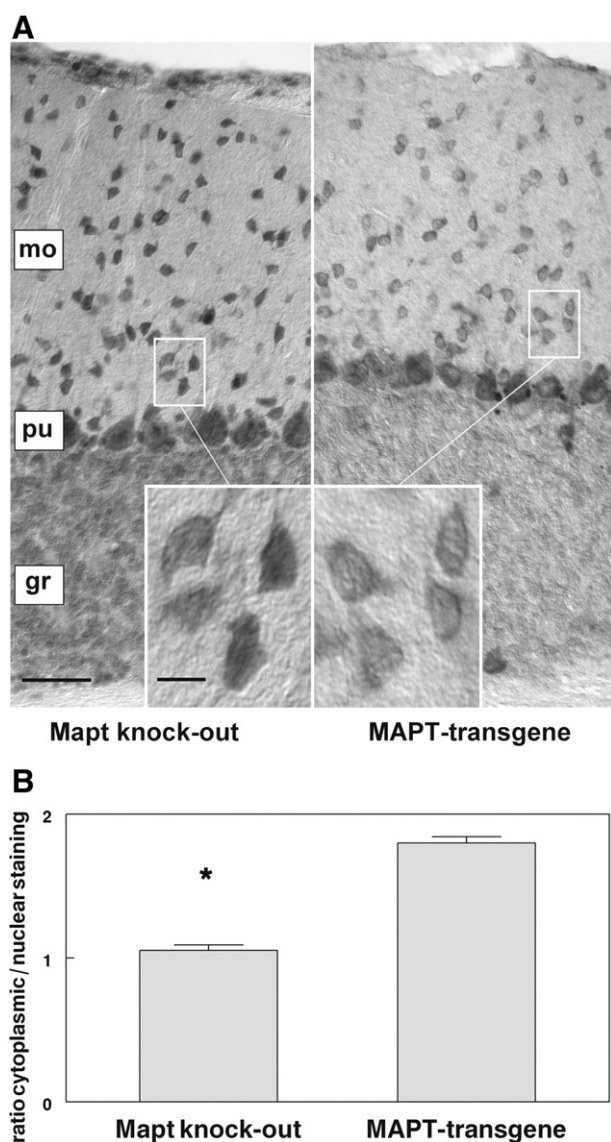 A
mo
pu
gr
Mapt knock-out
MAPT-transgene
B
ratio cytoplasmic / nuclear staining
2
1
0
*
Mapt knock-out
MAPT-transgene